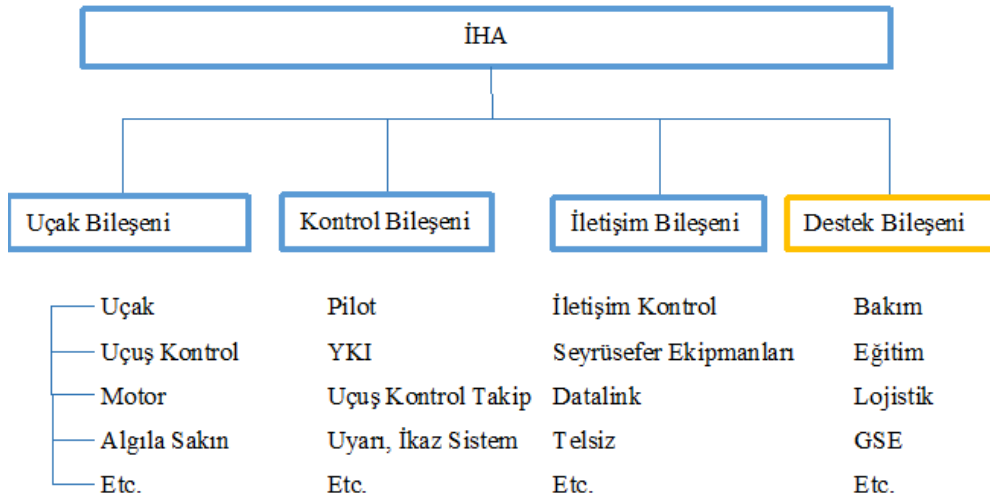 İHA
Uçak Bileşeni
Kontrol Bileşeni
İletişim Bileşeni
Destek Bileşeni
Uçak
Pilot
İletişim Kontrol
Bakım
Uçuş Kontrol
YKI
Seyrüsefer Ekipmanları
Eğitim
Motor
Uçuş Kontrol Takip
Datalink
Lojistik
Algıla Sakın
Uyarı, İkaz Sistem
Telsiz
GSE
Etc.
Etc.
Etc.
Etc.